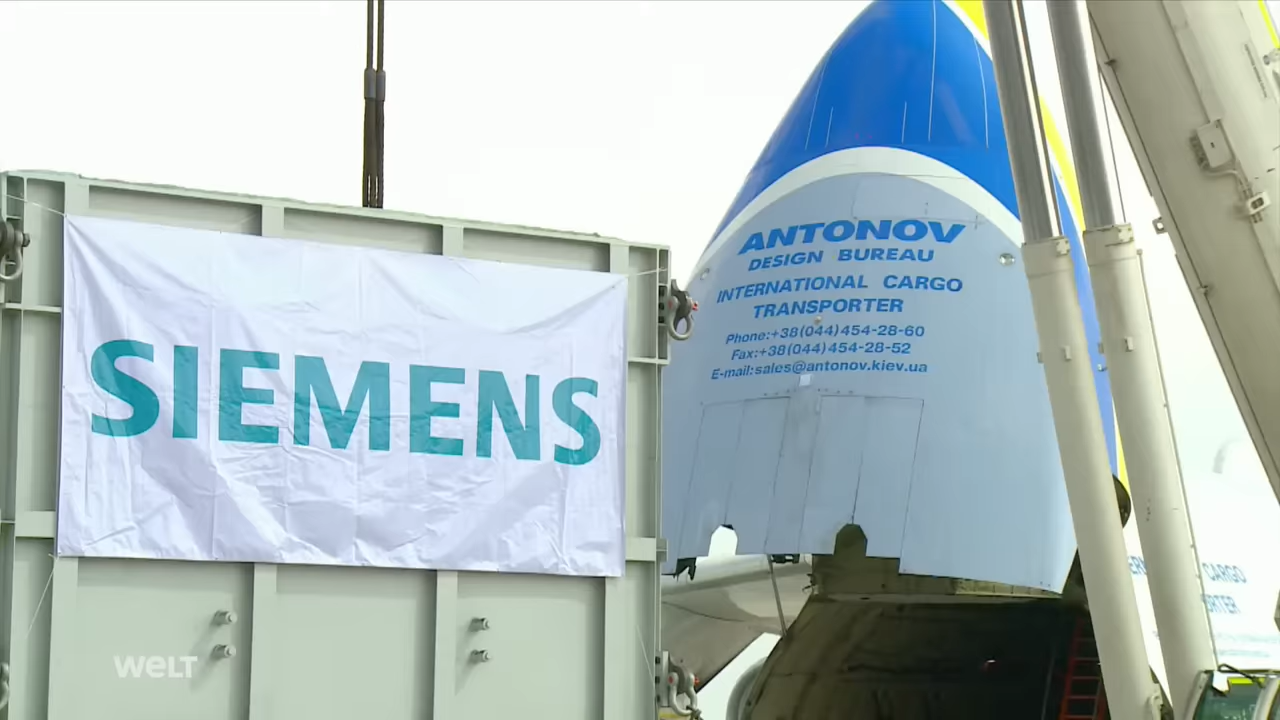 SIEMENS
ANTONOV
DESIGN BUREAU
INTERNATIONAL CARGO
TRANSPORTER
Phone:+38(044)454-28-60
Fax:+38(044)454-28-52
E-mail:sales@antonov.kiev.ua
CARGO
welt